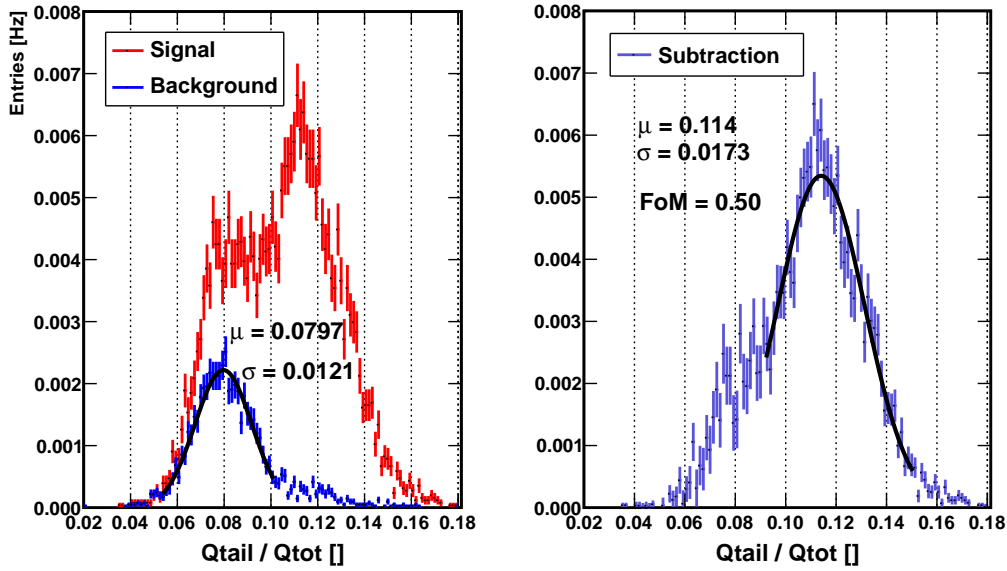 Entries [Hz]
0.008
0.007
0.006
0.005
0.004
0.003
0.002
0.001
0.000
Signal
Background
μ = 0.0797
σ = 0.0121
0.02 0.04 0.06 0.08 0.10 0.12 0.14 0.16 0.18
Qtail / Qtot []
0.008
0.007
0.006
0.005
0.004
0.003
0.002
0.001
0.000
Subtraction
μ = 0.114
σ = 0.0173
FoM = 0.50
0.02 0.04 0.06 0.08 0.10 0.12 0.14 0.16 0.18
Qtail / Qtot []